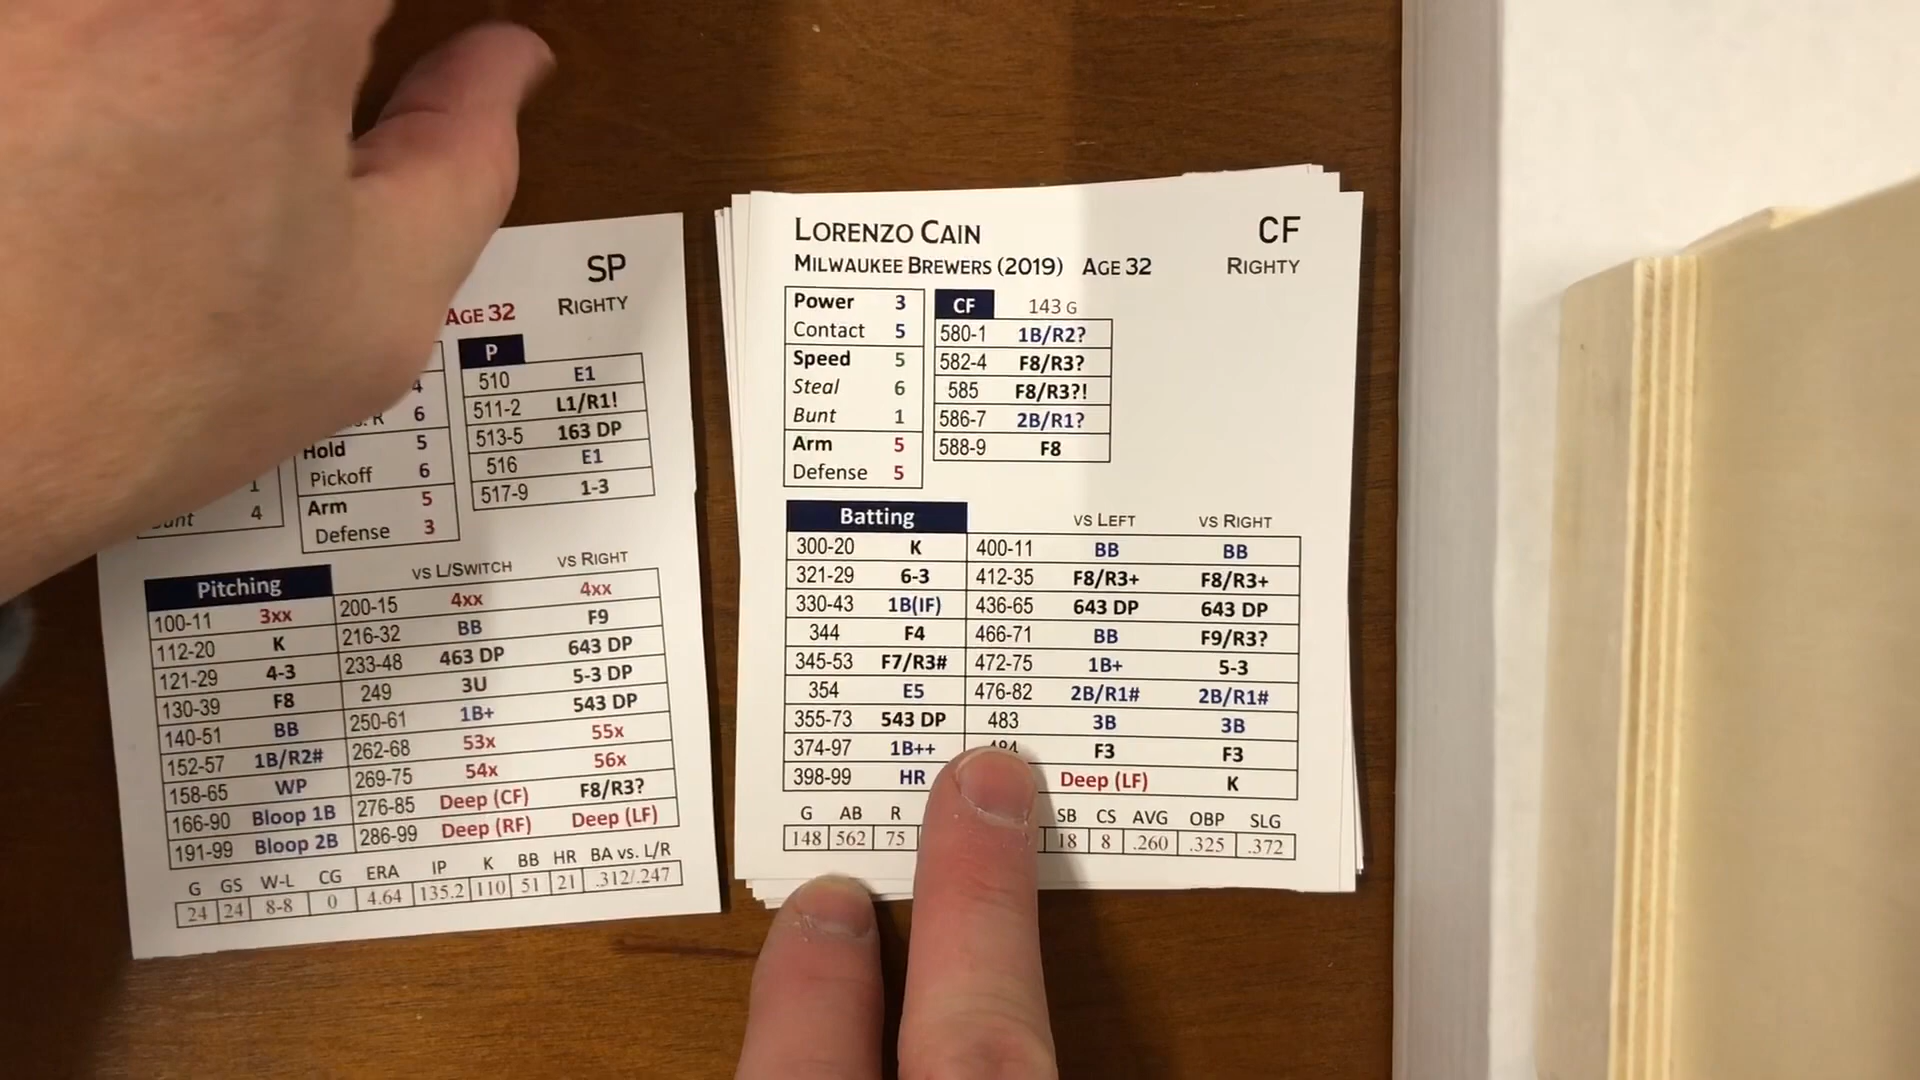 SP
AGE 32 RIGHTY
P
510 E1
511-2 L1/R1!
513-5 163 DP
516 E1
517-9 1-3
4
R 6
Hold 5
Pickoff 6
Arm 5
Defense 3
1
4
Pitching VS L/SWITCH VS RIGHT
100-11 3xx 200-15 4xx 4xx
112-20 K 216-32 BB F9
121-29 4-3 233-48 463 DP 643 DP
130-39 F8 249 3U 5-3 DP
140-51 BB 250-61 1B+ 543 DP
152-57 1B/R2# 262-68 53x 55x
158-65 WP 269-75 54x 56x
166-90 Bloop 1B 276-85 Deep (CF) F8/R3?
191-99 Bloop 2B 286-99 Deep (RF) Deep (LF)
G GS W-L CG ERA IP K BB HR BA vs. L/R
24 24 8-8 0 4.64 135.2 110 51 21 .312/.247
LORENZO CAIN CF
MILWAUKEE BREWERS (2019) AGE 32 RIGHTY
Power 3
Contact 5
Speed 5
Steal 6
Bunt 1
Arm 5
Defense 5
CF 143 G
580-1 1B/R2?
582-4 F8/R3?
585 F8/R3?!
586-7 2B/R1?
588-9 F8
Batting VS LEFT VS RIGHT
300-20 K 400-11 BB BB
321-29 6-3 412-35 F8/R3+ F8/R3+
330-43 1B(IF) 436-65 643 DP 643 DP
344 F4 466-71 BB F9/R3?
345-53 F7/R3# 472-75 1B+ 5-3
354 E5 476-82 2B/R1# 2B/R1#
355-73 543 DP 483 3B 3B
374-97 1B++ 484 F3 F3
398-99 HR Deep (LF) K
G AB R SB CS AVG OBP SLG
148 562 75 18 8 .260 .325 .372